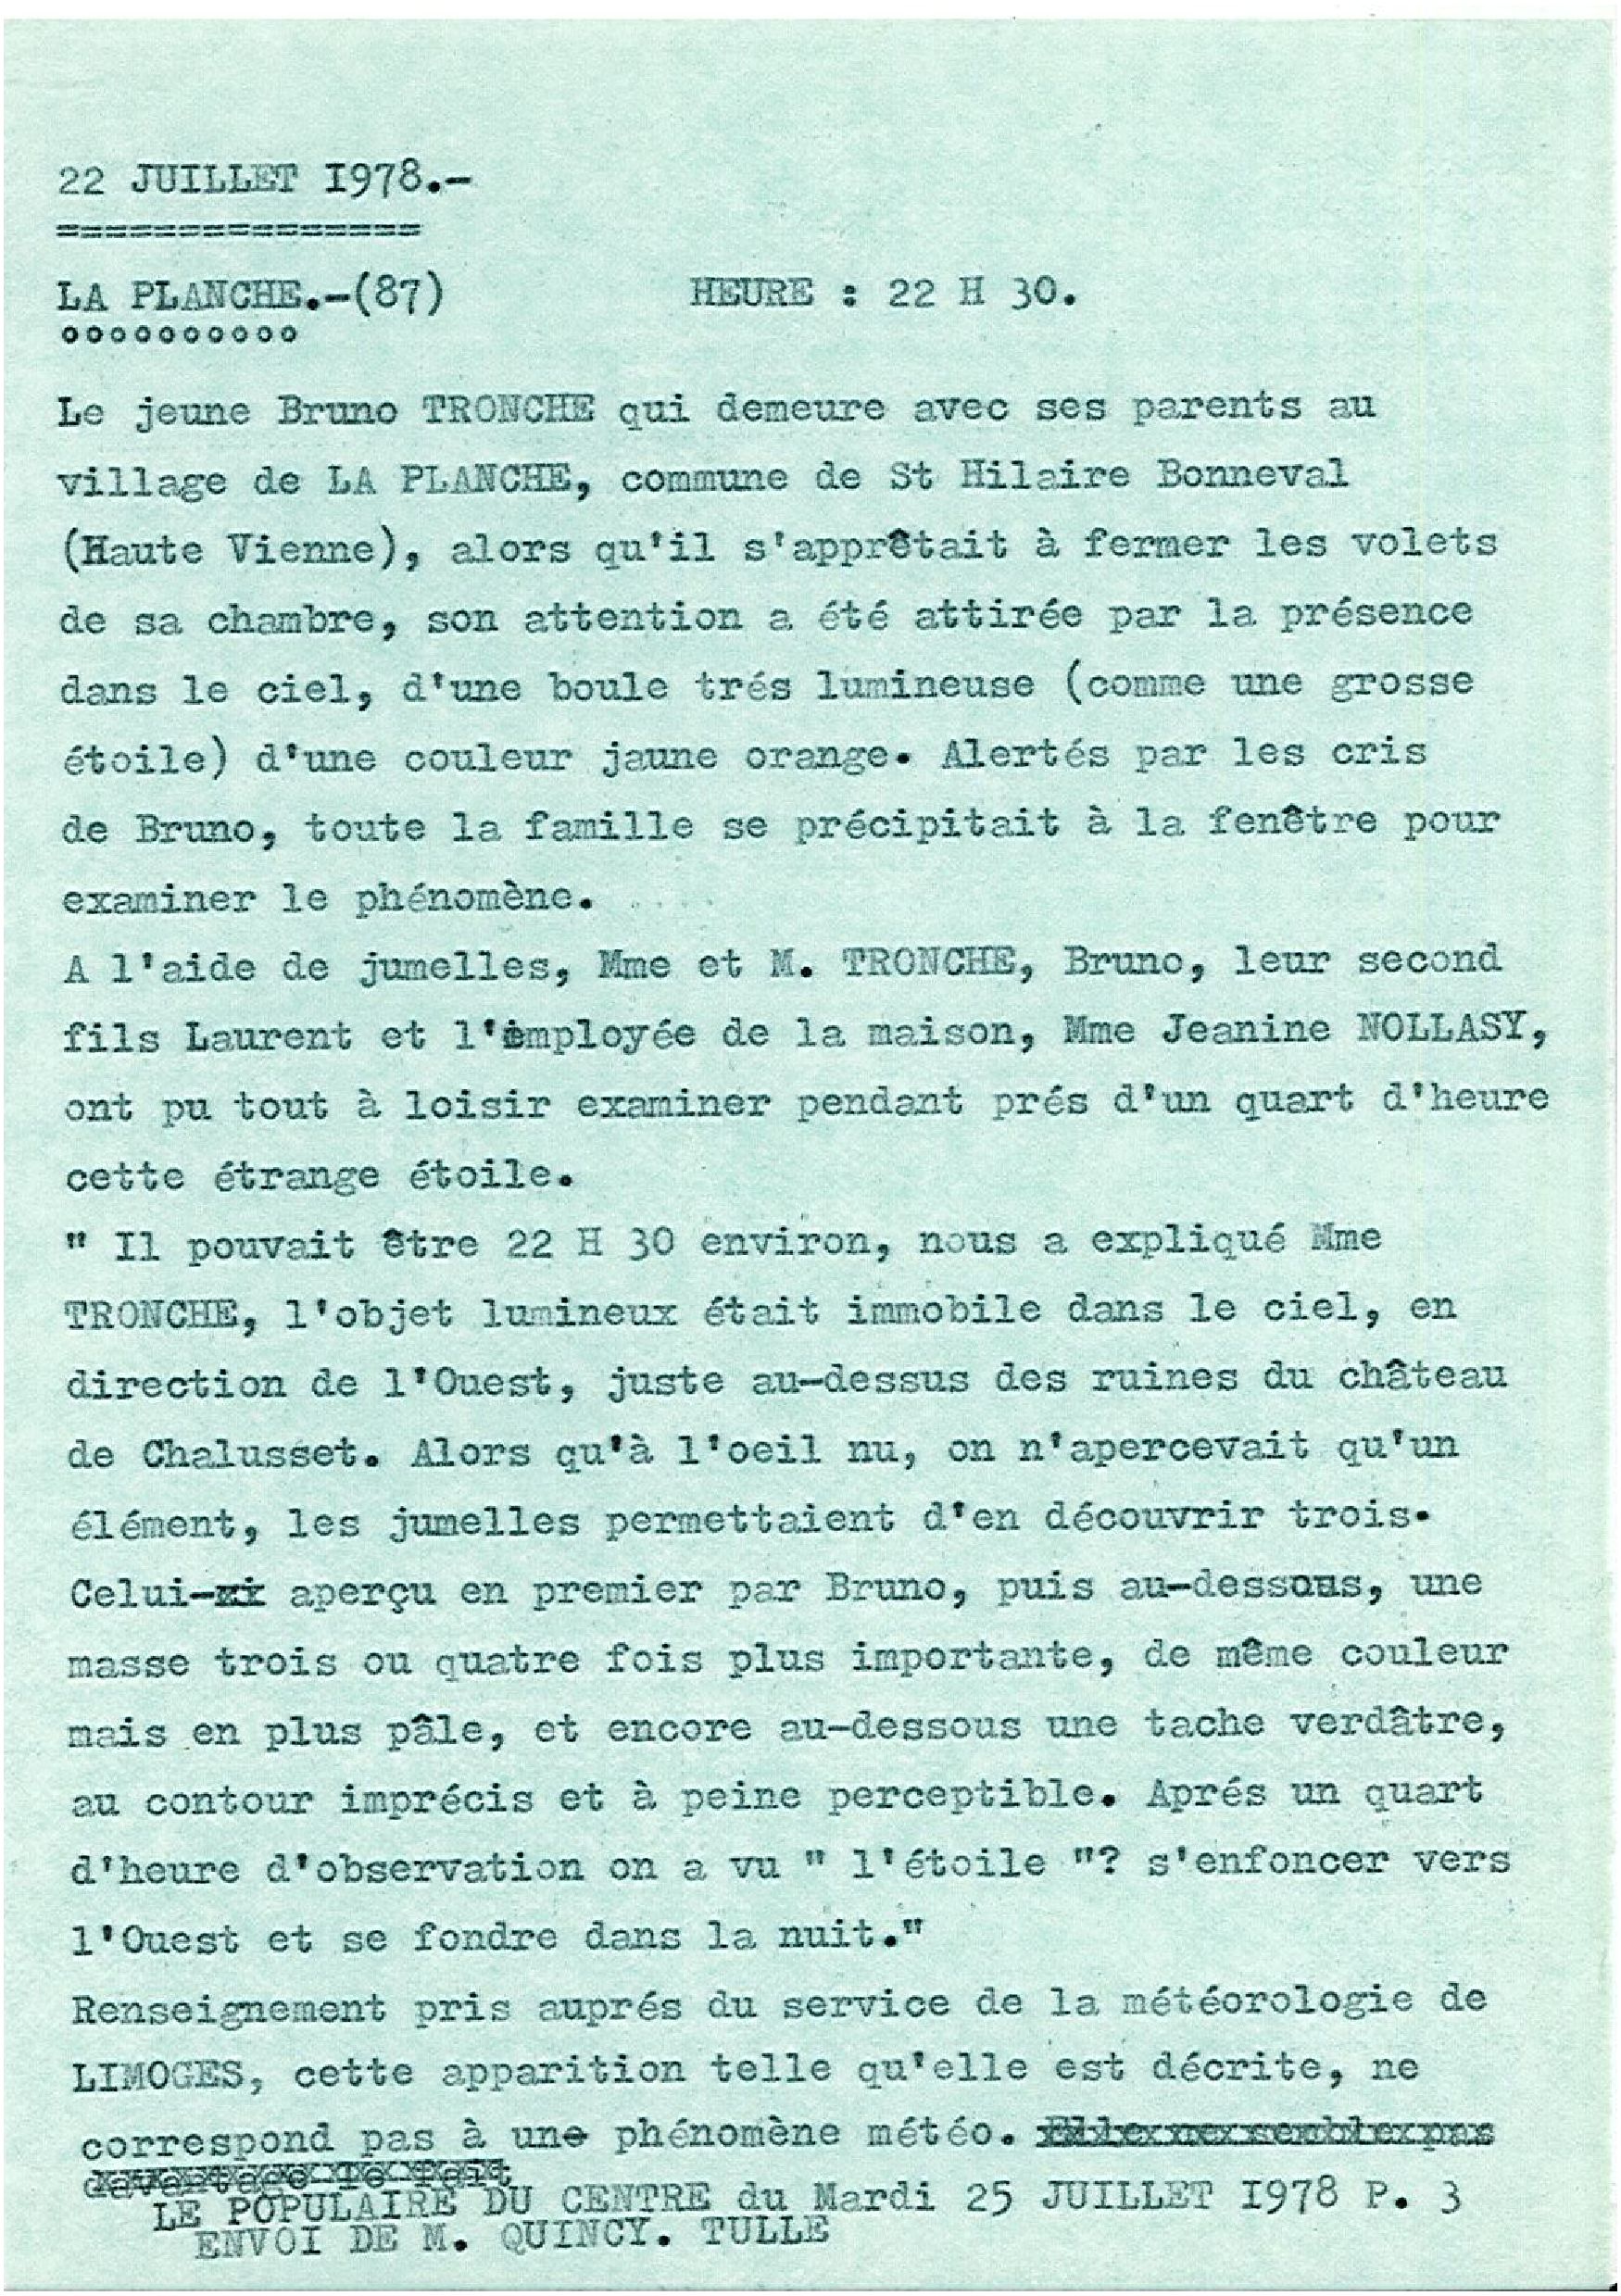 22 JUILLET I978.-
===============
LA PLANCHE.-(87) HEURE : 22 H 30.
oooooooooo
Le jeune Bruno TRONCHE qui demeure avec ses parents au
village de LA PLANCHE, commune de St Hilaire Bonneval
(Haute Vienne), alors qu'il s'apprêtait à fermer les volets
de sa chambre, son attention a été attirée par la présence
dans le ciel, d'une boule trés lumineuse (comme une grosse
étoile) d'une couleur jaune orange. Alertés par les cris
de Bruno, toute la famille se précipitait à la fenêtre pour
examiner le phénomène.
A l'aide de jumelles, Mme et M. TRONCHE, Bruno, leur second
fils Laurent et l'employée de la maison, Mme Jeanine NOLLASY,
ont pu tout à loisir examiner pendant prés d'un quart d'heure
cette étrange étoile.
" Il pouvait être 22 H 30 environ, nous a expliqué Mme
TRONCHE, l'objet lumineux était immobile dans le ciel, en
direction de l'Ouest, juste au-dessus des ruines du château
de Chalusset. Alors qu'à l'oeil nu, on n'apercevait qu'un
élément, les jumelles permettaient d'en découvrir trois.
Celui- aperçu en premier par Bruno, puis au-dessous, une
masse trois ou quatre fois plus importante, de même couleur
mais en plus pâle, et encore au-dessous une tache verdâtre,
au contour imprécis et à peine perceptible. Aprés un quart
d'heure d'observation on a vu " l'étoile "? s'enfoncer vers
l'Ouest et se fondre dans la nuit."
Renseignement pris auprés du service de la météorologie de
LIMOGES, cette apparition telle qu'elle est décrite, ne
correspond pas à un phénomène météo. Elle ne semble pas
davantage le fait
LE POPULAIRE DU CENTRE du Mardi 25 JUILLET I978 P. 3
ENVOI DE M. QUINCY. TULLE